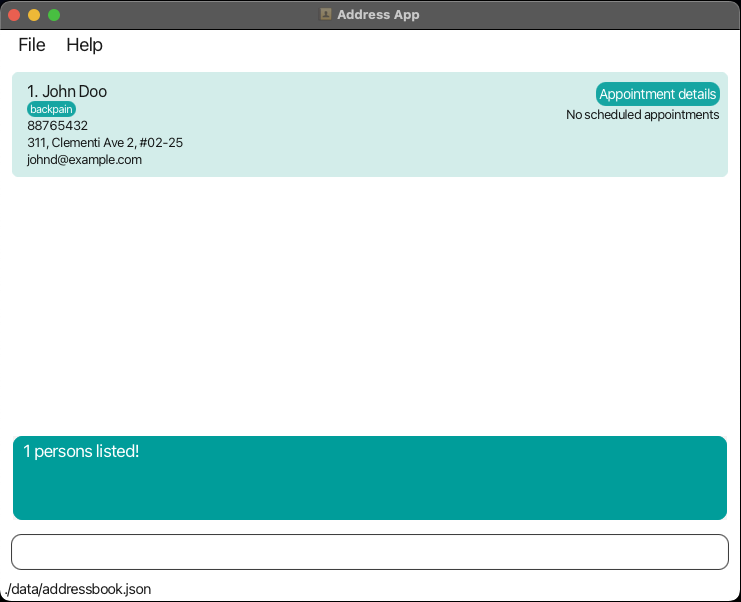 Address App
File Help
1. John Doo
backpain
88765432
311, Clementi Ave 2, #02-25
johnd@example.com
Appointment details
No scheduled appointments
1 persons listed!
./data/addressbook.json